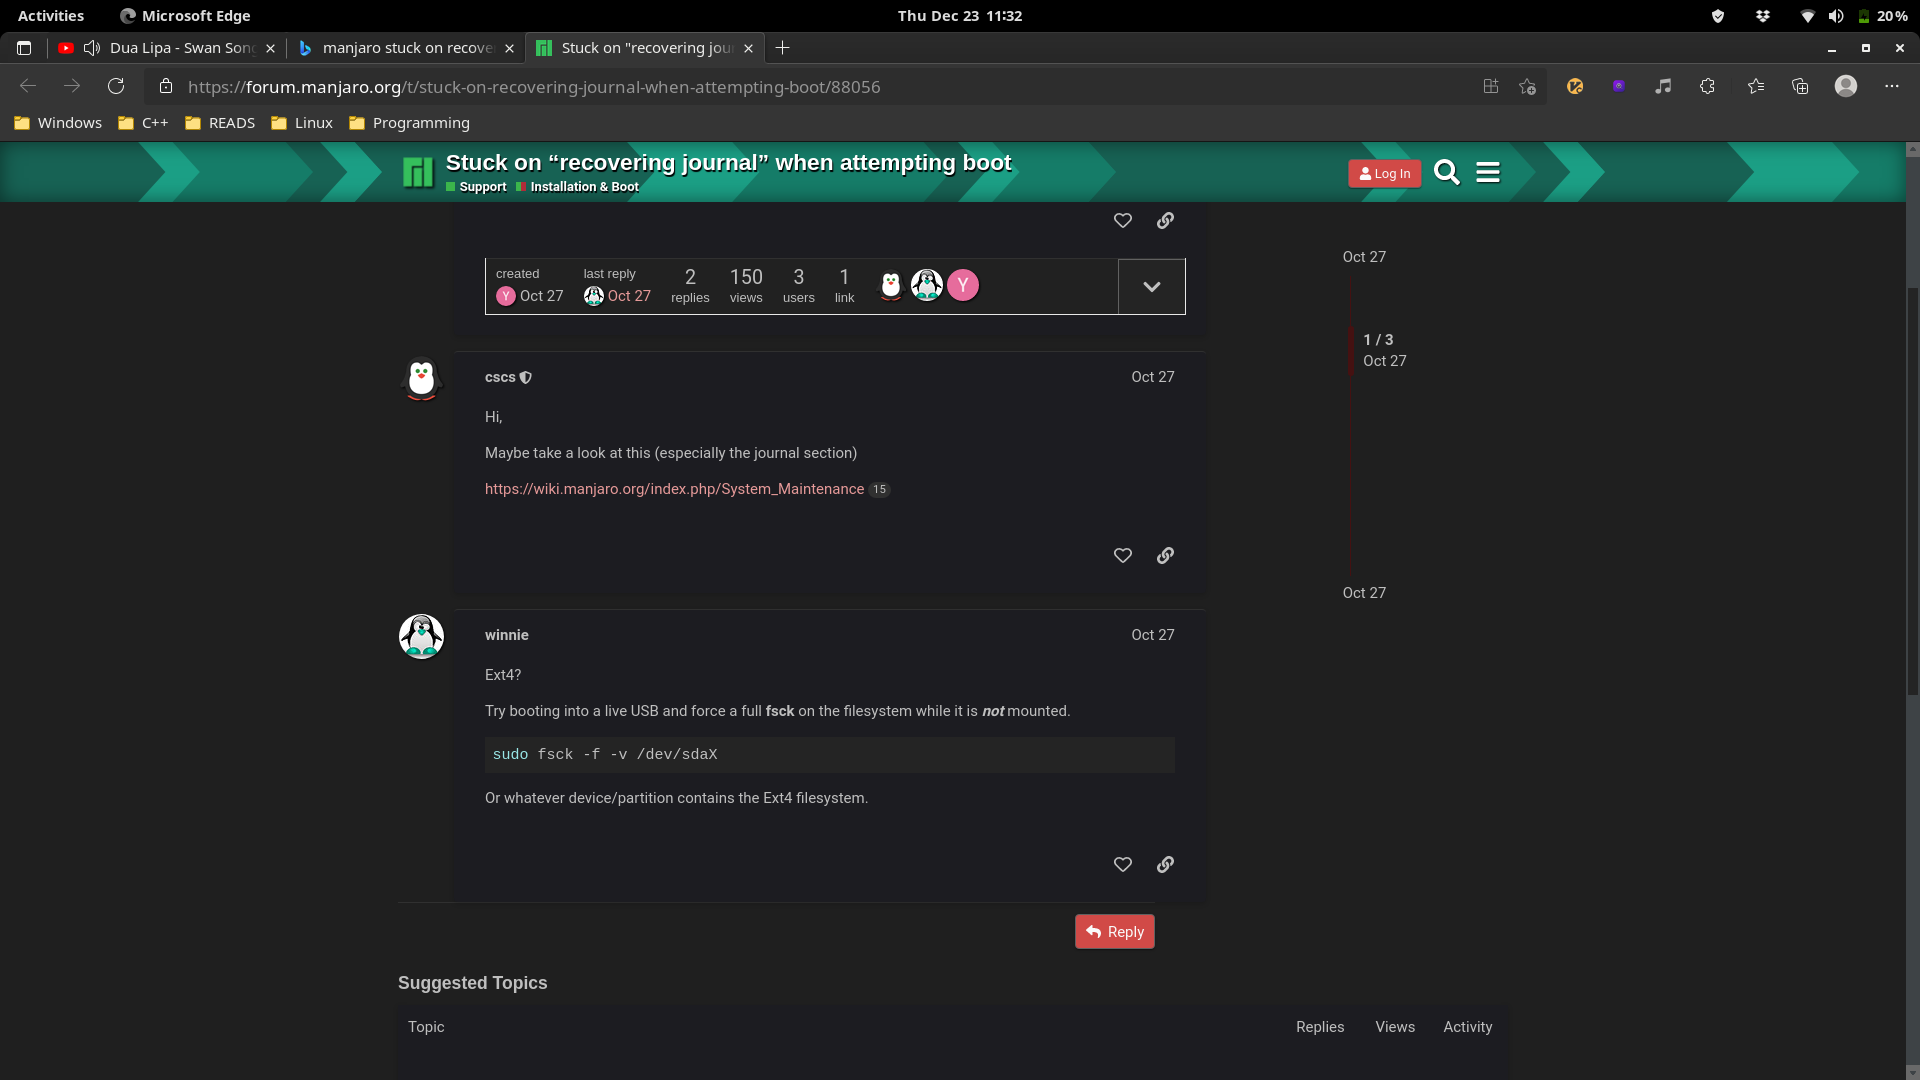 Activities
Microsoft Edge
Thu Dec 23 11:32
20%
Dua Lipa - Swan Song
manjaro stuck on recove
Stuck on "recovering jou
https://forum.manjaro.org/t/stuck-on-recovering-journal-when-attempting-boot/88056
Windows
C++
READS
Linux
Programming
Stuck on “recovering journal” when attempting boot
Support
Installation & Boot
Log In
created
Y
Oct 27
last reply
Oct 27
2
replies
150
views
3
users
1
link
Y
Oct 27
1 / 3
Oct 27
Oct 27
cscs
Oct 27
Hi,
Maybe take a look at this (especially the journal section)
https://wiki.manjaro.org/index.php/System_Maintenance 15
winnie
Oct 27
Ext4?
Try booting into a live USB and force a full fsck on the filesystem while it is not mounted.
sudo fsck -f -v /dev/sdaX
Or whatever device/partition contains the Ext4 filesystem.
Reply
Suggested Topics
Topic
Replies
Views
Activity